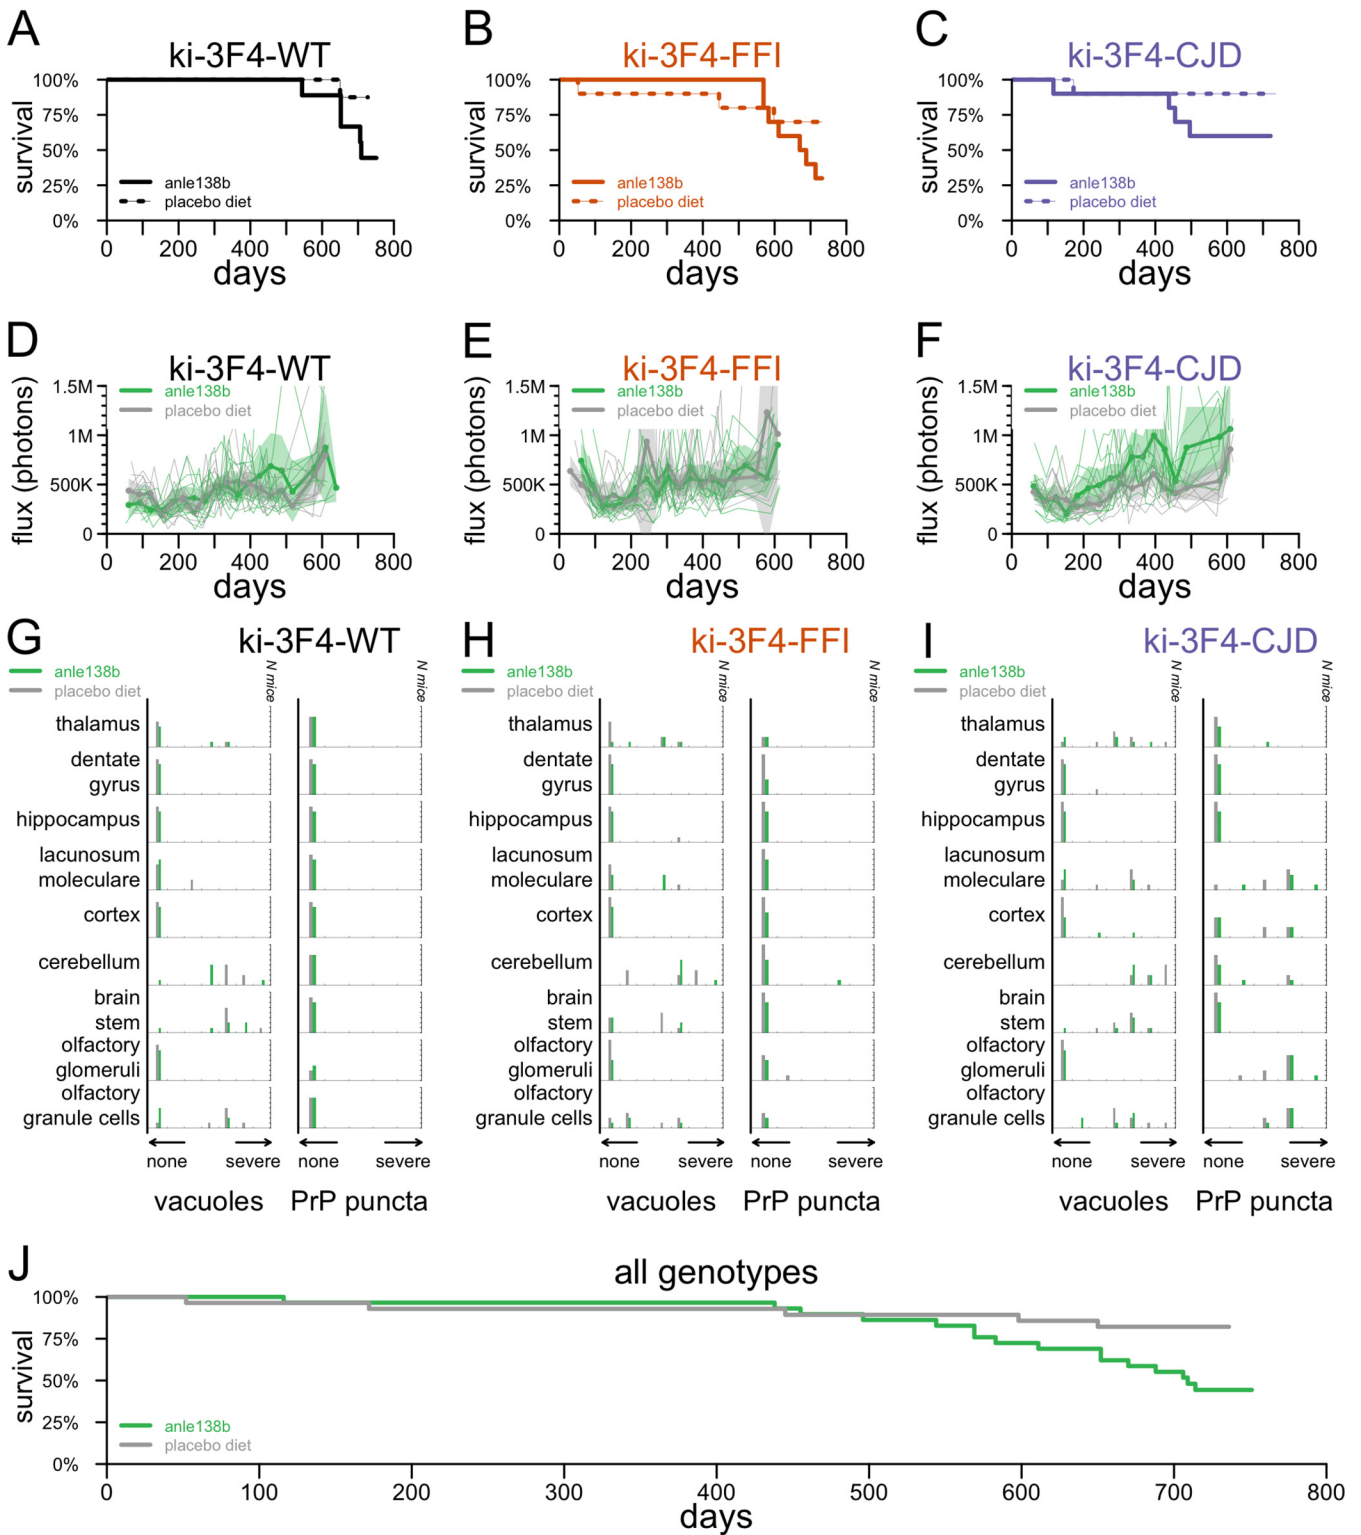 A
ki-3F4-WT
100%
75%
50%
25%
0%
survival
anle138b
placebo diet
0 200 400 600 800
days
B
ki-3F4-FFI
100%
75%
50%
25%
0%
survival
anle138b
placebo diet
0 200 400 600 800
days
C
ki-3F4-CJD
100%
75%
50%
25%
0%
survival
anle138b
placebo diet
0 200 400 600 800
days
D
ki-3F4-WT
1.5M
1M
500K
0
flux (photons)
anle138b
placebo diet
0 200 400 600 800
days
E
ki-3F4-FFI
1.5M
1M
500K
0
flux (photons)
anle138b
placebo diet
0 200 400 600 800
days
F
ki-3F4-CJD
1.5M
1M
500K
0
flux (photons)
anle138b
placebo diet
0 200 400 600 800
days
G
ki-3F4-WT
anle138b
placebo diet
N mice
N mice
thalamus
dentate
gyrus
hippocampus
lacunosum
moleculare
cortex
cerebellum
brain
stem
olfactory
glomeruli
olfactory
granule cells
none severe none severe
vacuoles PrP puncta
H
ki-3F4-FFI
anle138b
placebo diet
N mice
N mice
thalamus
dentate
gyrus
hippocampus
lacunosum
moleculare
cortex
cerebellum
brain
stem
olfactory
glomeruli
olfactory
granule cells
none severe none severe
vacuoles PrP puncta
I
ki-3F4-CJD
anle138b
placebo diet
N mice
N mice
thalamus
dentate
gyrus
hippocampus
lacunosum
moleculare
cortex
cerebellum
brain
stem
olfactory
glomeruli
olfactory
granule cells
none severe none severe
vacuoles PrP puncta
J
all genotypes
100%
75%
50%
25%
0%
survival
anle138b
placebo diet
0 100 200 300 400 500 600 700 800
days